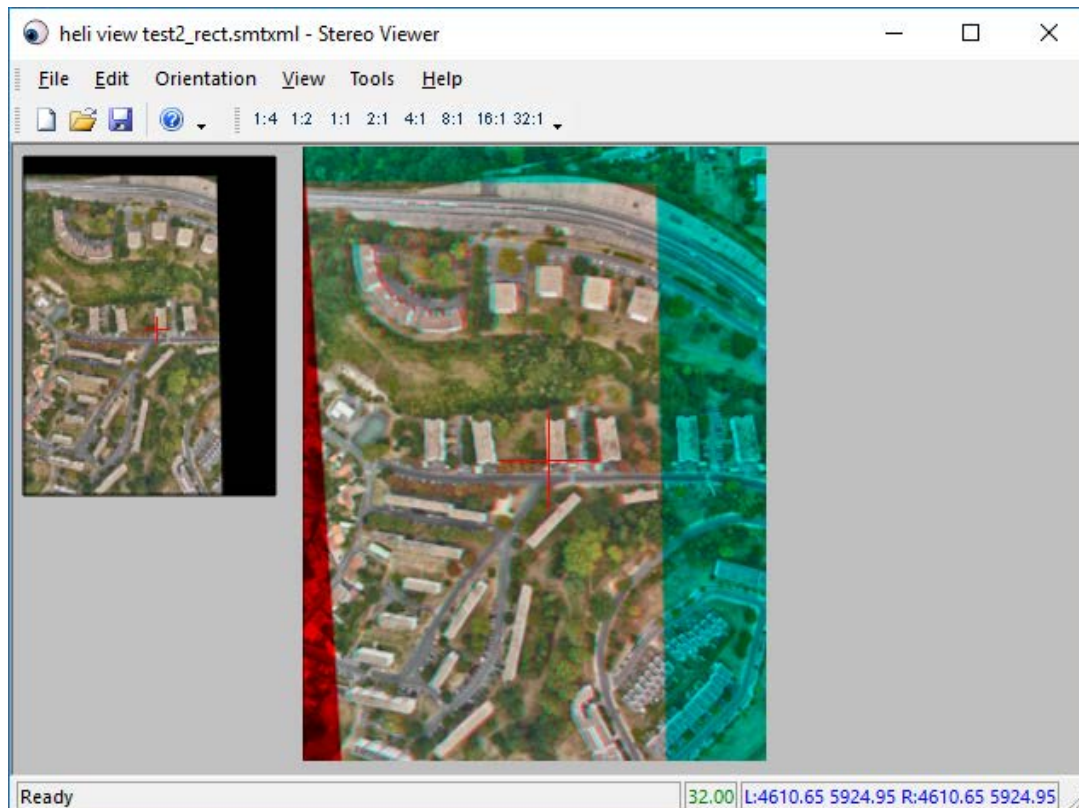 heli view test2_rect.smtxml - Stereo Viewer
File Edit Orientation View Tools Help
1:4 1:2 1:1 2:1 4:1 8:1 16:1 32:1
Ready 32.00 L:4610.65 5924.95 R:4610.65 5924.95